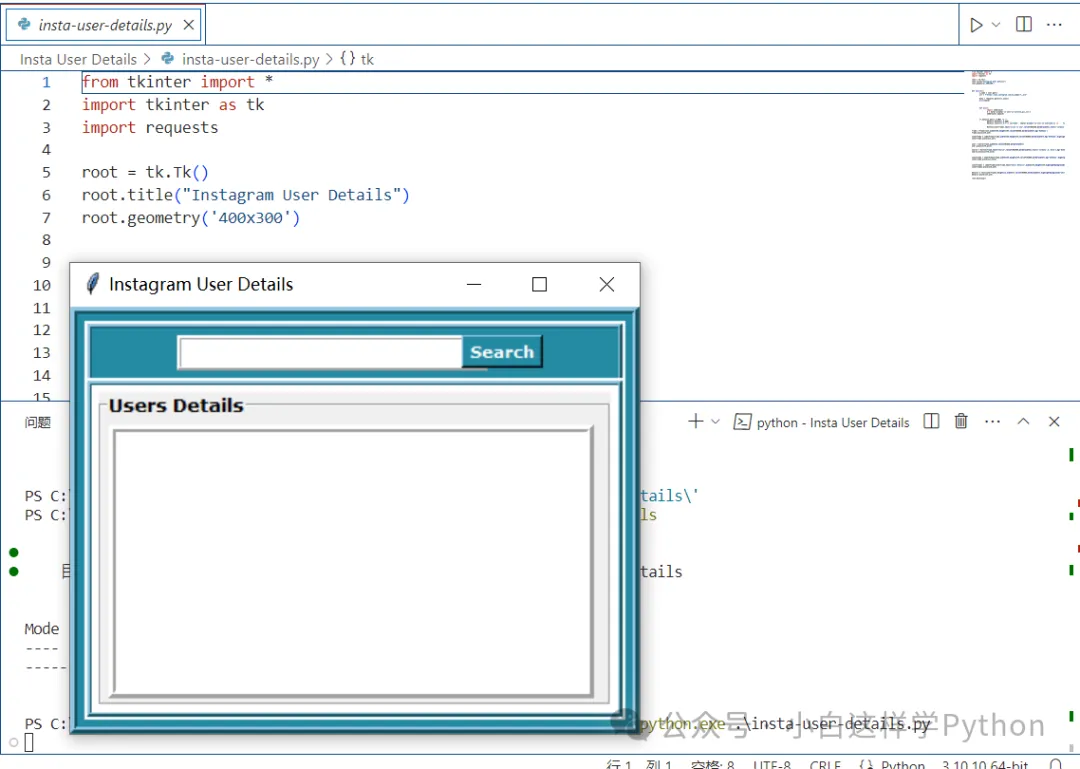 insta-user-details.py
Insta User Details > insta-user-details.py > {} tk
1 from tkinter import *
2 import tkinter as tk
3 import requests
4
5 root = tk.Tk()
6 root.title("Instagram User Details")
7 root.geometry('400x300')
8
9
10
11
12
13
14
15
Instagram User Details
Search
Users Details
问题
python - Insta User Details
PS C:\ tails\'
PS C:\ ls
目 tails
Mode
----
-----
PS C:\ python.exe .\insta-user-details.py
公众号 · 小白这样学Python
行 1, 列 1 空格: 8 UTF-8 CRLF {} Python 3.10.10 64-bit